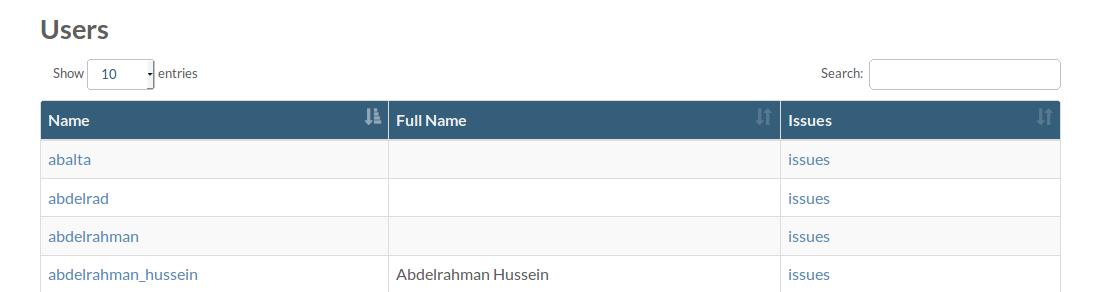 Users
Show 10 entries Search:
Name Full Name Issues
abalta issues
abdelrad issues
abdelrahman issues
abdelrahman_hussein Abdelrahman Hussein issues